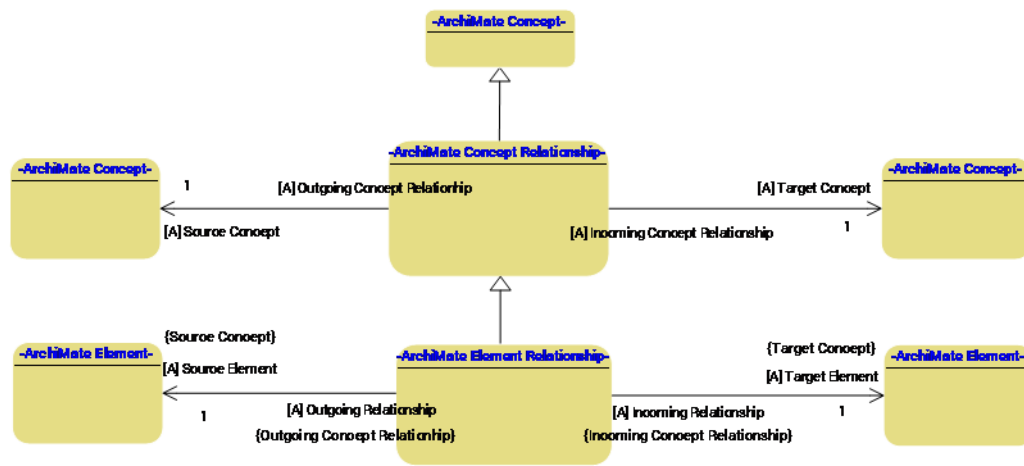 -ArchiMate Concept-
-ArchiMate Concept Relationship-
-ArchiMate Concept-
-ArchiMate Concept-
1
[A] Outgoing Concept Relationhip
[A] Target Concept
[A] Source Concept
[A] Incoming Concept Relationship
1
{Source Concept}
-ArchiMate Element-
-ArchiMate Element Relationship-
{Target Concept}
-ArchiMate Element-
[A] Source Element
[A] Target Element
1
[A] Outgoing Relationship
[A] Incoming Relationship
1
{Outgoing Concept Relationhip}
{Incoming Concept Relationship}